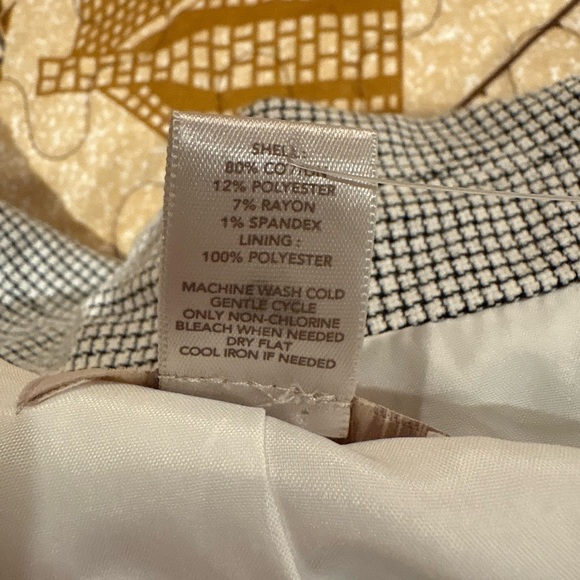 SHELL :
80% COTTON
12% POLYESTER
7% RAYON
1% SPANDEX
LINING :
100% POLYESTER
MACHINE WASH COLD
GENTLE CYCLE
ONLY NON-CHLORINE
BLEACH WHEN NEEDED
DRY FLAT
COOL IRON IF NEEDED